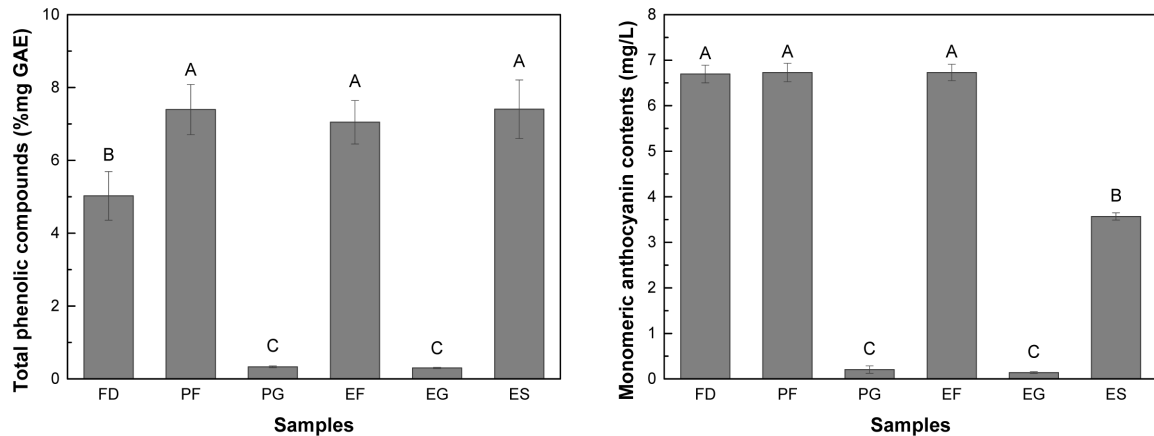 Total phenolic compounds (%mg GAE)
10
8
6
4
2
0
B
A
C
A
C
A
FD PF PG EF EG ES
Samples
Monomeric anthocyanin contents (mg/L)
8
7
6
5
4
3
2
1
0
A
A
C
A
C
B
FD PF PG EF EG ES
Samples